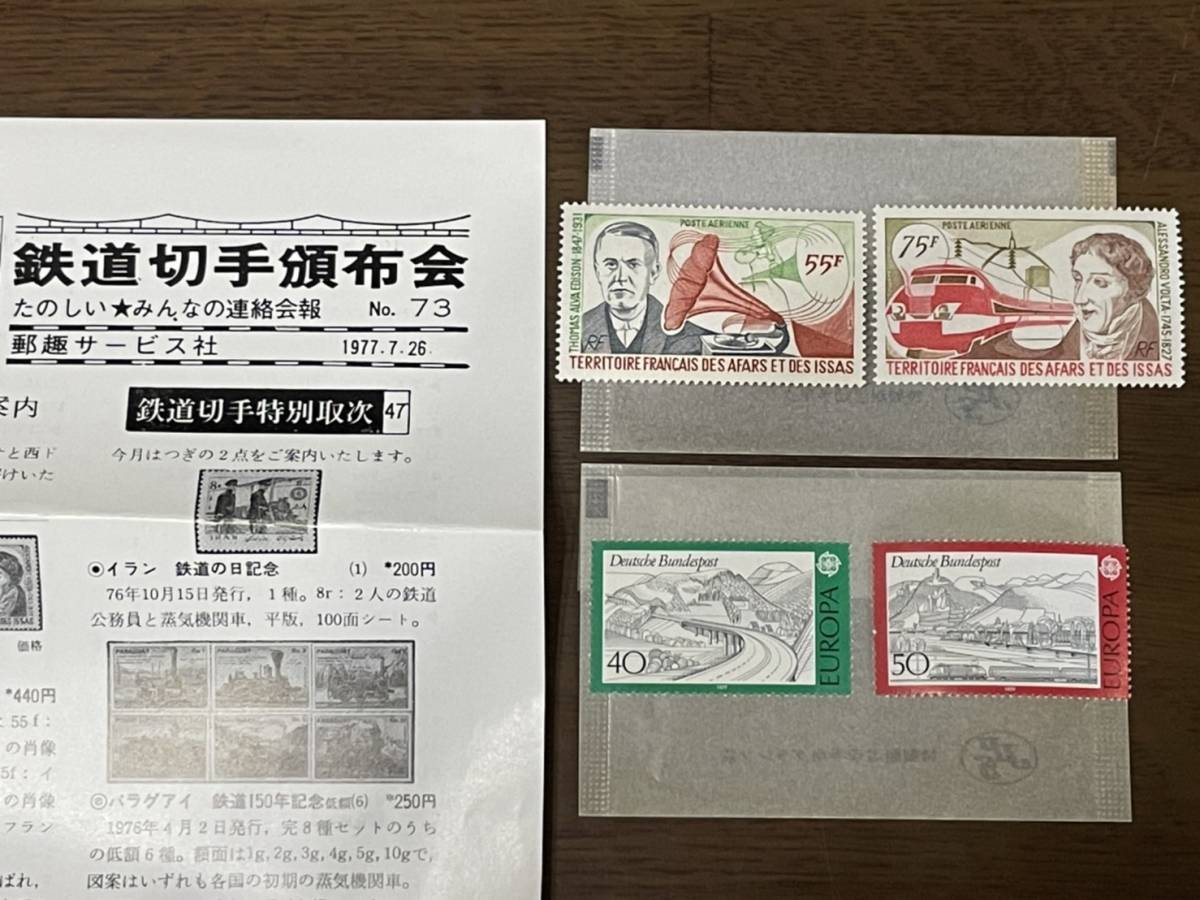 鉄道切手頒布会
たのしい★みんなの連絡会報 No. 73
郵趣サービス社 1977.7.26.
案内
鉄道切手特別取次 47
今月はつぎの2点をご案内いたします。
と西ド
けいた
8r
IRAN
◉イラン 鉄道の日記念 (1) *200円
76年10月15日発行，1種。8r：2人の鉄道
公務員と蒸気機関車，平版，100面シート。
ES ISSAS
価格
*440円
55f：
の肖像
5f：イ
の肖像
フラン
ばれ，
PARAGUAY
PARAGUAY
PARAGUAY
◎パラグアイ 鉄道150年記念低額(6) *250円
1976年4月2日発行，完8種セットのうち
の低額6種。額面は1g,2g,3g,4g,5g,10gで，
図案はいずれも各国の初期の蒸気機関車。
THOMAS ALVA EDISON·1847-1931
POSTE AERIENNE
55F
RF
TERRITOIRE FRANCAIS DES AFARS ET DES ISSAS
75F
POSTE AERIENNE
ALESSANDRO VOLTA·1745-1827
RF
TERRITOIRE FRANCAIS DES AFARS ET DES ISSAS
Deutsche Bundespost
40
EUROPA
1977
Deutsche Bundespost
50
EUROPA
1977